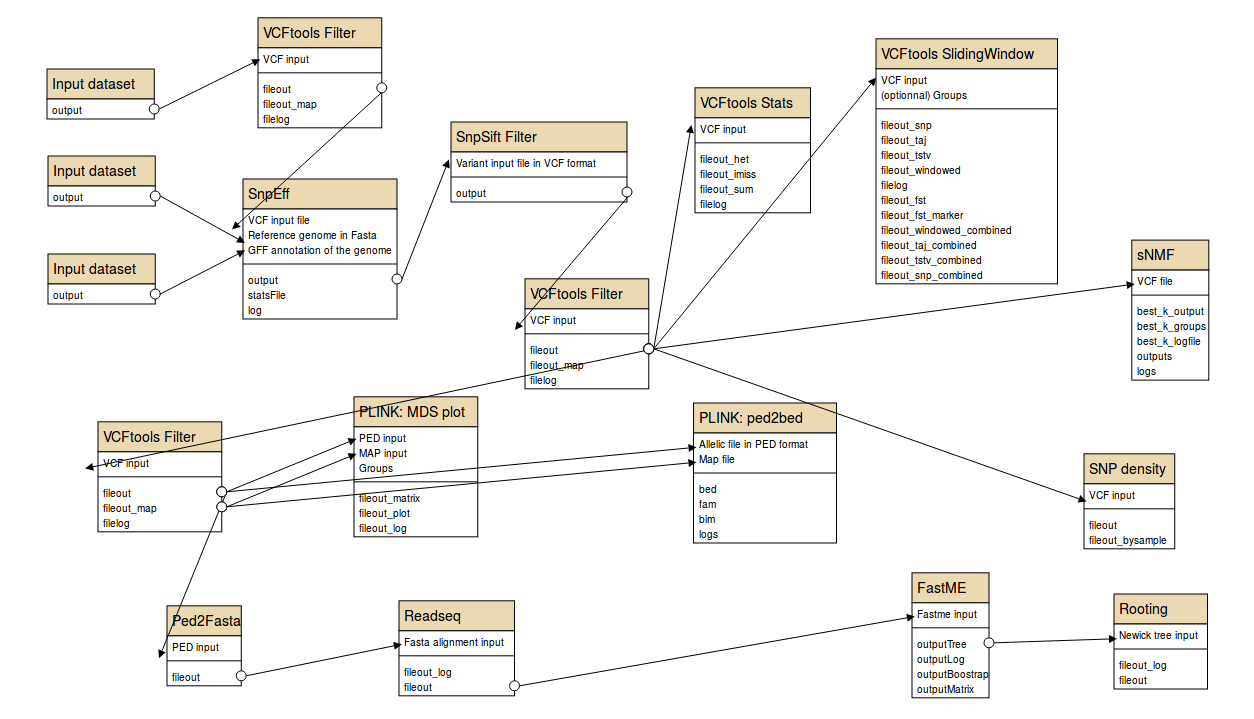 VCFtools Filter
VCF input
fileout
fileout_map
filelog
Input dataset
output
Input dataset
output
Input dataset
output
SnpEff
VCF input file
Reference genome in Fasta
GFF annotation of the genome
output
statsFile
log
SnpSift Filter
Variant input file in VCF format
output
VCFtools Stats
VCF input
fileout_het
fileout_imiss
fileout_sum
filelog
VCFtools SlidingWindow
VCF input
(optionnal) Groups
fileout_snp
fileout_taj
fileout_tstv
fileout_windowed
filelog
fileout_fst
fileout_fst_marker
fileout_windowed_combined
fileout_taj_combined
fileout_tstv_combined
fileout_snp_combined
sNMF
VCF file
best_k_output
best_k_groups
best_k_logfile
outputs
logs
VCFtools Filter
VCF input
fileout
fileout_map
filelog
VCFtools Filter
VCF input
fileout
fileout_map
filelog
PLINK: MDS plot
PED input
MAP input
Groups
fileout_matrix
fileout_plot
fileout_log
PLINK: ped2bed
Allelic file in PED format
Map file
bed
fam
bim
logs
SNP density
VCF input
fileout
fileout_bysample
Ped2Fasta
PED input
fileout
Readseq
Fasta alignment input
fileout_log
fileout
FastME
Fastme input
outputTree
outputLog
outputBoostrap
outputMatrix
Rooting
Newick tree input
fileout_log
fileout